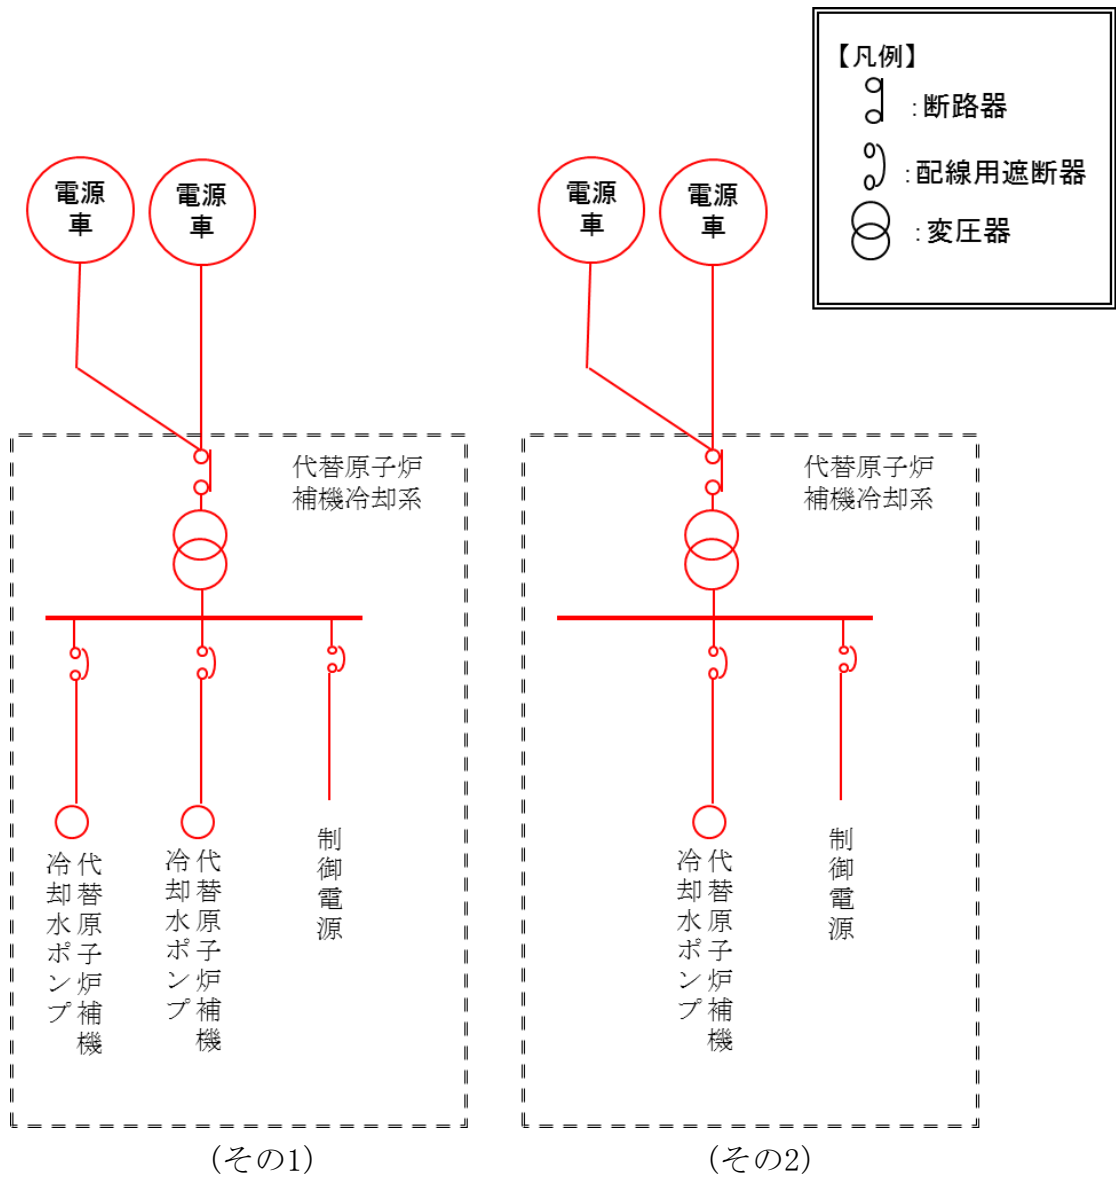 【凡例】
：断路器
：配線用遮断器
：変圧器
電源
車
電源
車
電源
車
電源
車
代替原子炉
補機冷却系
代替原子炉
補機冷却系
代替原子炉補機
冷却水ポンプ
代替原子炉補機
冷却水ポンプ
制御電源
代替原子炉補機
冷却水ポンプ
制御電源
(その1)
(その2)